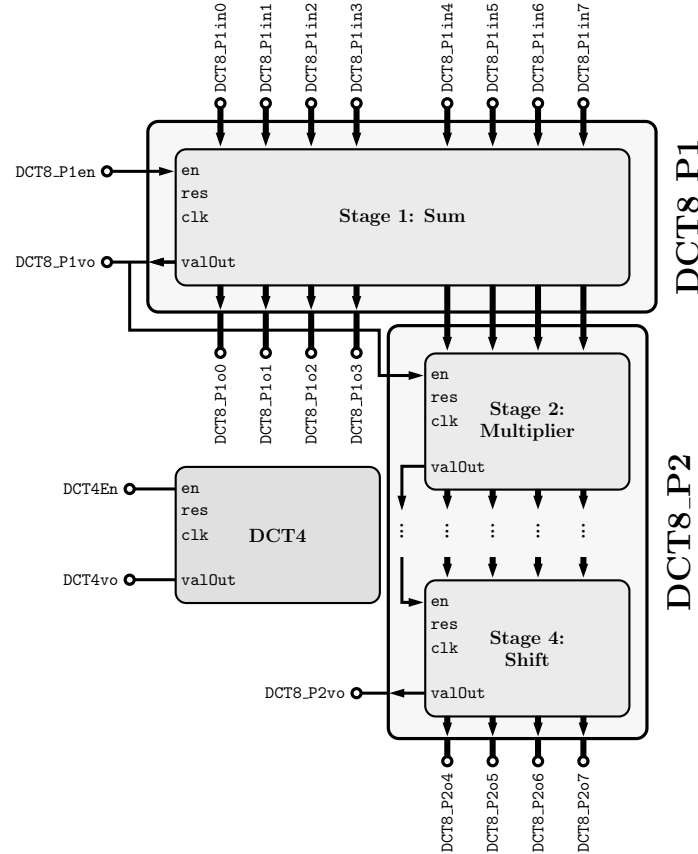 DCT8_P1in0
DCT8_P1in1
DCT8_P1in2
DCT8_P1in3
DCT8_P1in4
DCT8_P1in5
DCT8_P1in6
DCT8_P1in7
DCT8_P1
DCT8_P1en
en
res
clk
valOut
Stage 1: Sum
DCT8_P1vo
DCT8_P1o0
DCT8_P1o1
DCT8_P1o2
DCT8_P1o3
DCT8_P2
en
res
clk
valOut
Stage 2:
Multiplier
DCT4En
DCT4vo
en
res
clk
valOut
DCT4
...
...
...
...
...
en
res
clk
valOut
Stage 4:
Shift
DCT8_P2vo
DCT8_P2o4
DCT8_P2o5
DCT8_P2o6
DCT8_P2o7